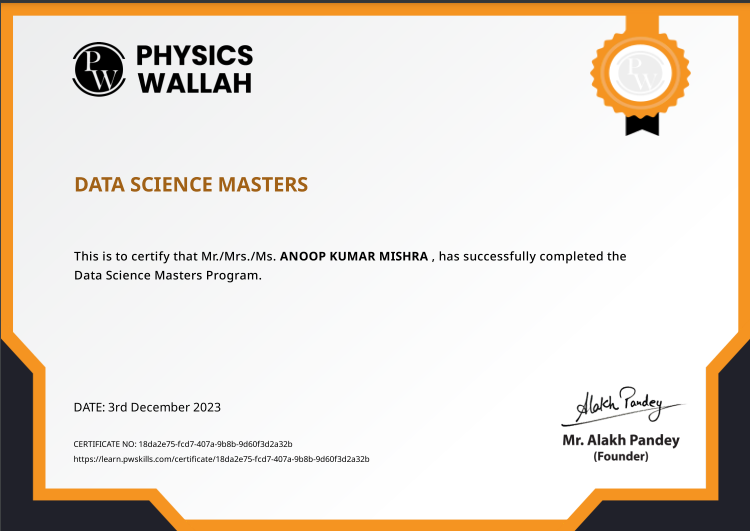 PW
PHYSICS
WALLAH
PW
DATA SCIENCE MASTERS
This is to certify that Mr./Mrs./Ms. ANOOP KUMAR MISHRA , has successfully completed the
Data Science Masters Program.
DATE: 3rd December 2023
CERTIFICATE NO: 18da2e75-fcd7-407a-9b8b-9d60f3d2a32b
https://learn.pwskills.com/certificate/18da2e75-fcd7-407a-9b8b-9d60f3d2a32b
Alakh Pandey
Mr. Alakh Pandey
(Founder)